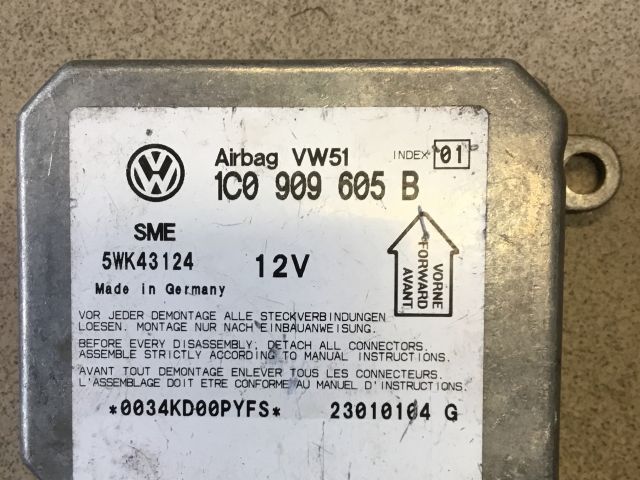 Airbag VW51 INDEX 01
1C0 909 605 B
SME
5WK43124 12V
Made in Germany
VORNE
FORWARD
AVANT
VOR JEDER DEMONTAGE ALLE STECKVERBINDUNGEN
LOESEN. MONTAGE NUR NACH EINBAUANWEISUNG.
BEFORE EVERY DISASSEMBLY, DETACH ALL CONNECTORS.
ASSEMBLE STRICTLY ACCORDING TO MANUAL INSTRUCTIONS.
AVANT TOUT DEMONTAGE ENLEVER TOUS LES CONNECTEURS.
L'ASSEMBLAGE DOIT ETRE CONFORME AU MANUEL D'INSTRUCTIONS.
*0034KD00PYFS* 23010104 G